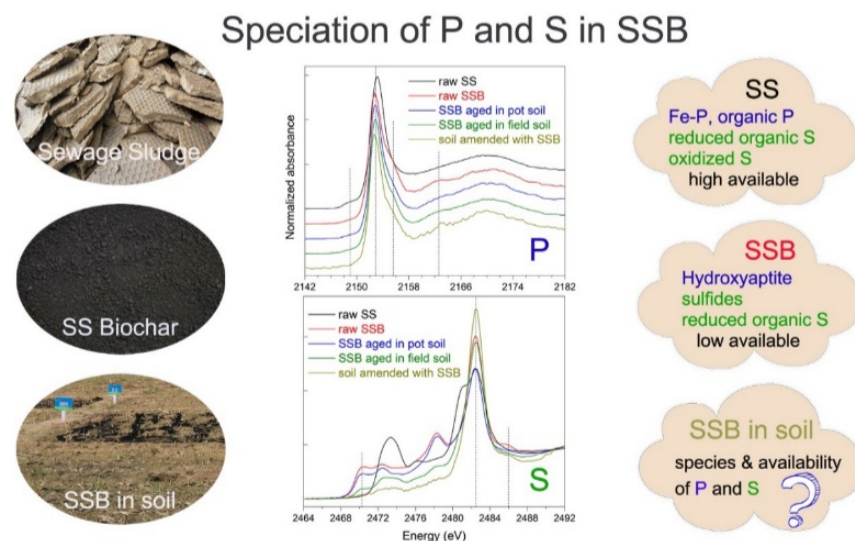 Speciation of P and S in SSB
Sewage Sludge
SS Biochar
SSB in soil
Normalized absorbance
raw SS
raw SSB
SSB aged in pot soil
SSB aged in field soil
soil amended with SSB
P
2142 2150 2158 2166 2174 2182
raw SS
raw SSB
SSB aged in pot soil
SSB aged in field soil
soil amended with SSB
S
2464 2468 2472 2476 2480 2484 2488 2492
Energy (eV)
SS
Fe-P, organic P
reduced organic S
oxidized S
high available
SSB
Hydroxyaptite
sulfides
reduced organic S
low available
SSB in soil
species & availability
of P and S ?